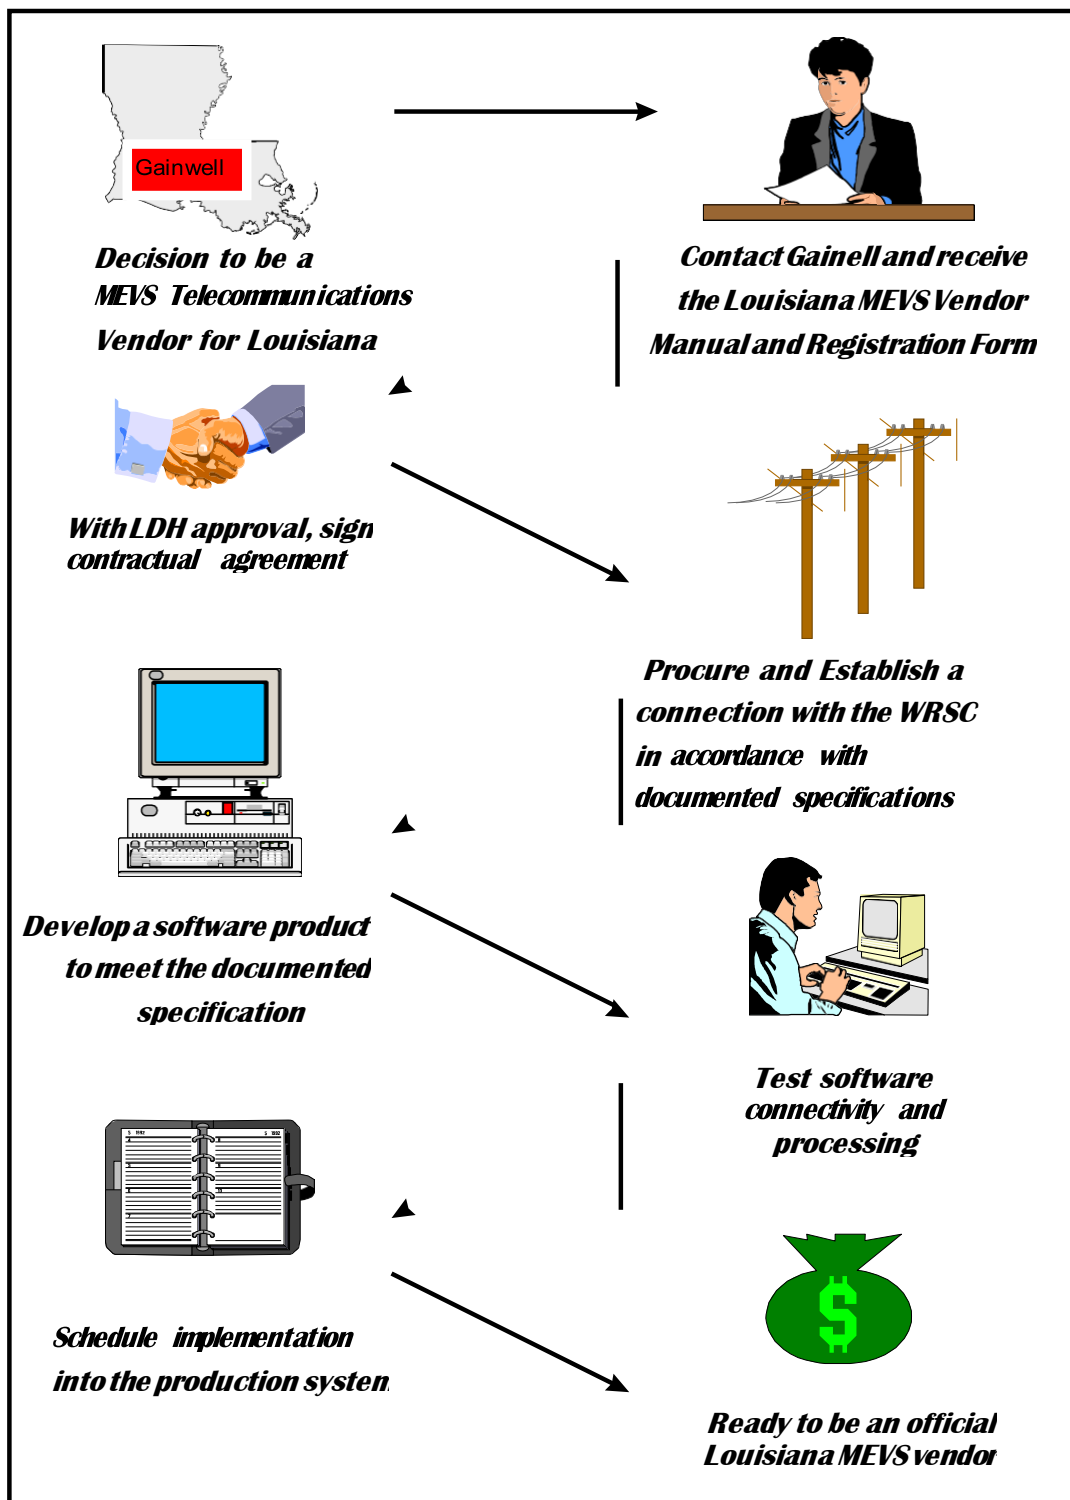 Gainwell
Decision to be a
MEVS Telecommunications
Vendor for Louisiana
Contact Gainell and receive
the Louisiana MEVS Vendor
Manual and Registration Form
With LDH approval, sign
contractual agreement
Procure and Establish a
connection with the WRSC
in accordance with
documented specifications
Develop a software product
to meet the documented
specification
Test software
connectivity and
processing
Schedule implementation
into the production system
$
Ready to be an official
Louisiana MEVS vendor